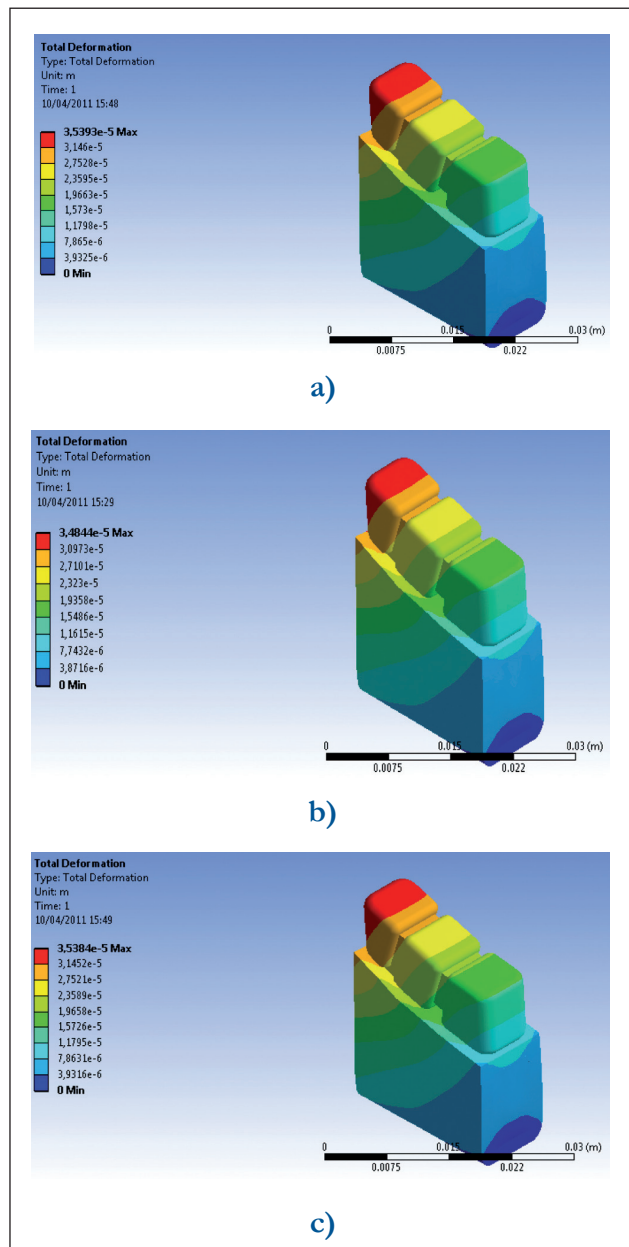 Total Deformation
Type: Total Deformation
Unit: m
Time: 1
10/04/2011 15:48
3,5393e-5 Max
3,146e-5
2,7528e-5
2,3595e-5
1,9663e-5
1,573e-5
1,1798e-5
7,865e-6
3,9325e-6
0 Min
0 0.015 0.03 (m)
0.0075 0.022
a)
Total Deformation
Type: Total Deformation
Unit: m
Time: 1
10/04/2011 15:29
3,4844e-5 Max
3,0973e-5
2,7101e-5
2,323e-5
1,9358e-5
1,5486e-5
1,1615e-5
7,7432e-6
3,8716e-6
0 Min
0 0.015 0.03 (m)
0.0075 0.022
b)
Total Deformation
Type: Total Deformation
Unit: m
Time: 1
10/04/2011 15:49
3,5384e-5 Max
3,1452e-5
2,7521e-5
2,3589e-5
1,9658e-5
1,5726e-5
1,1795e-5
7,8631e-6
3,9316e-6
0 Min
0 0.015 0.03 (m)
0.0075 0.022
c)